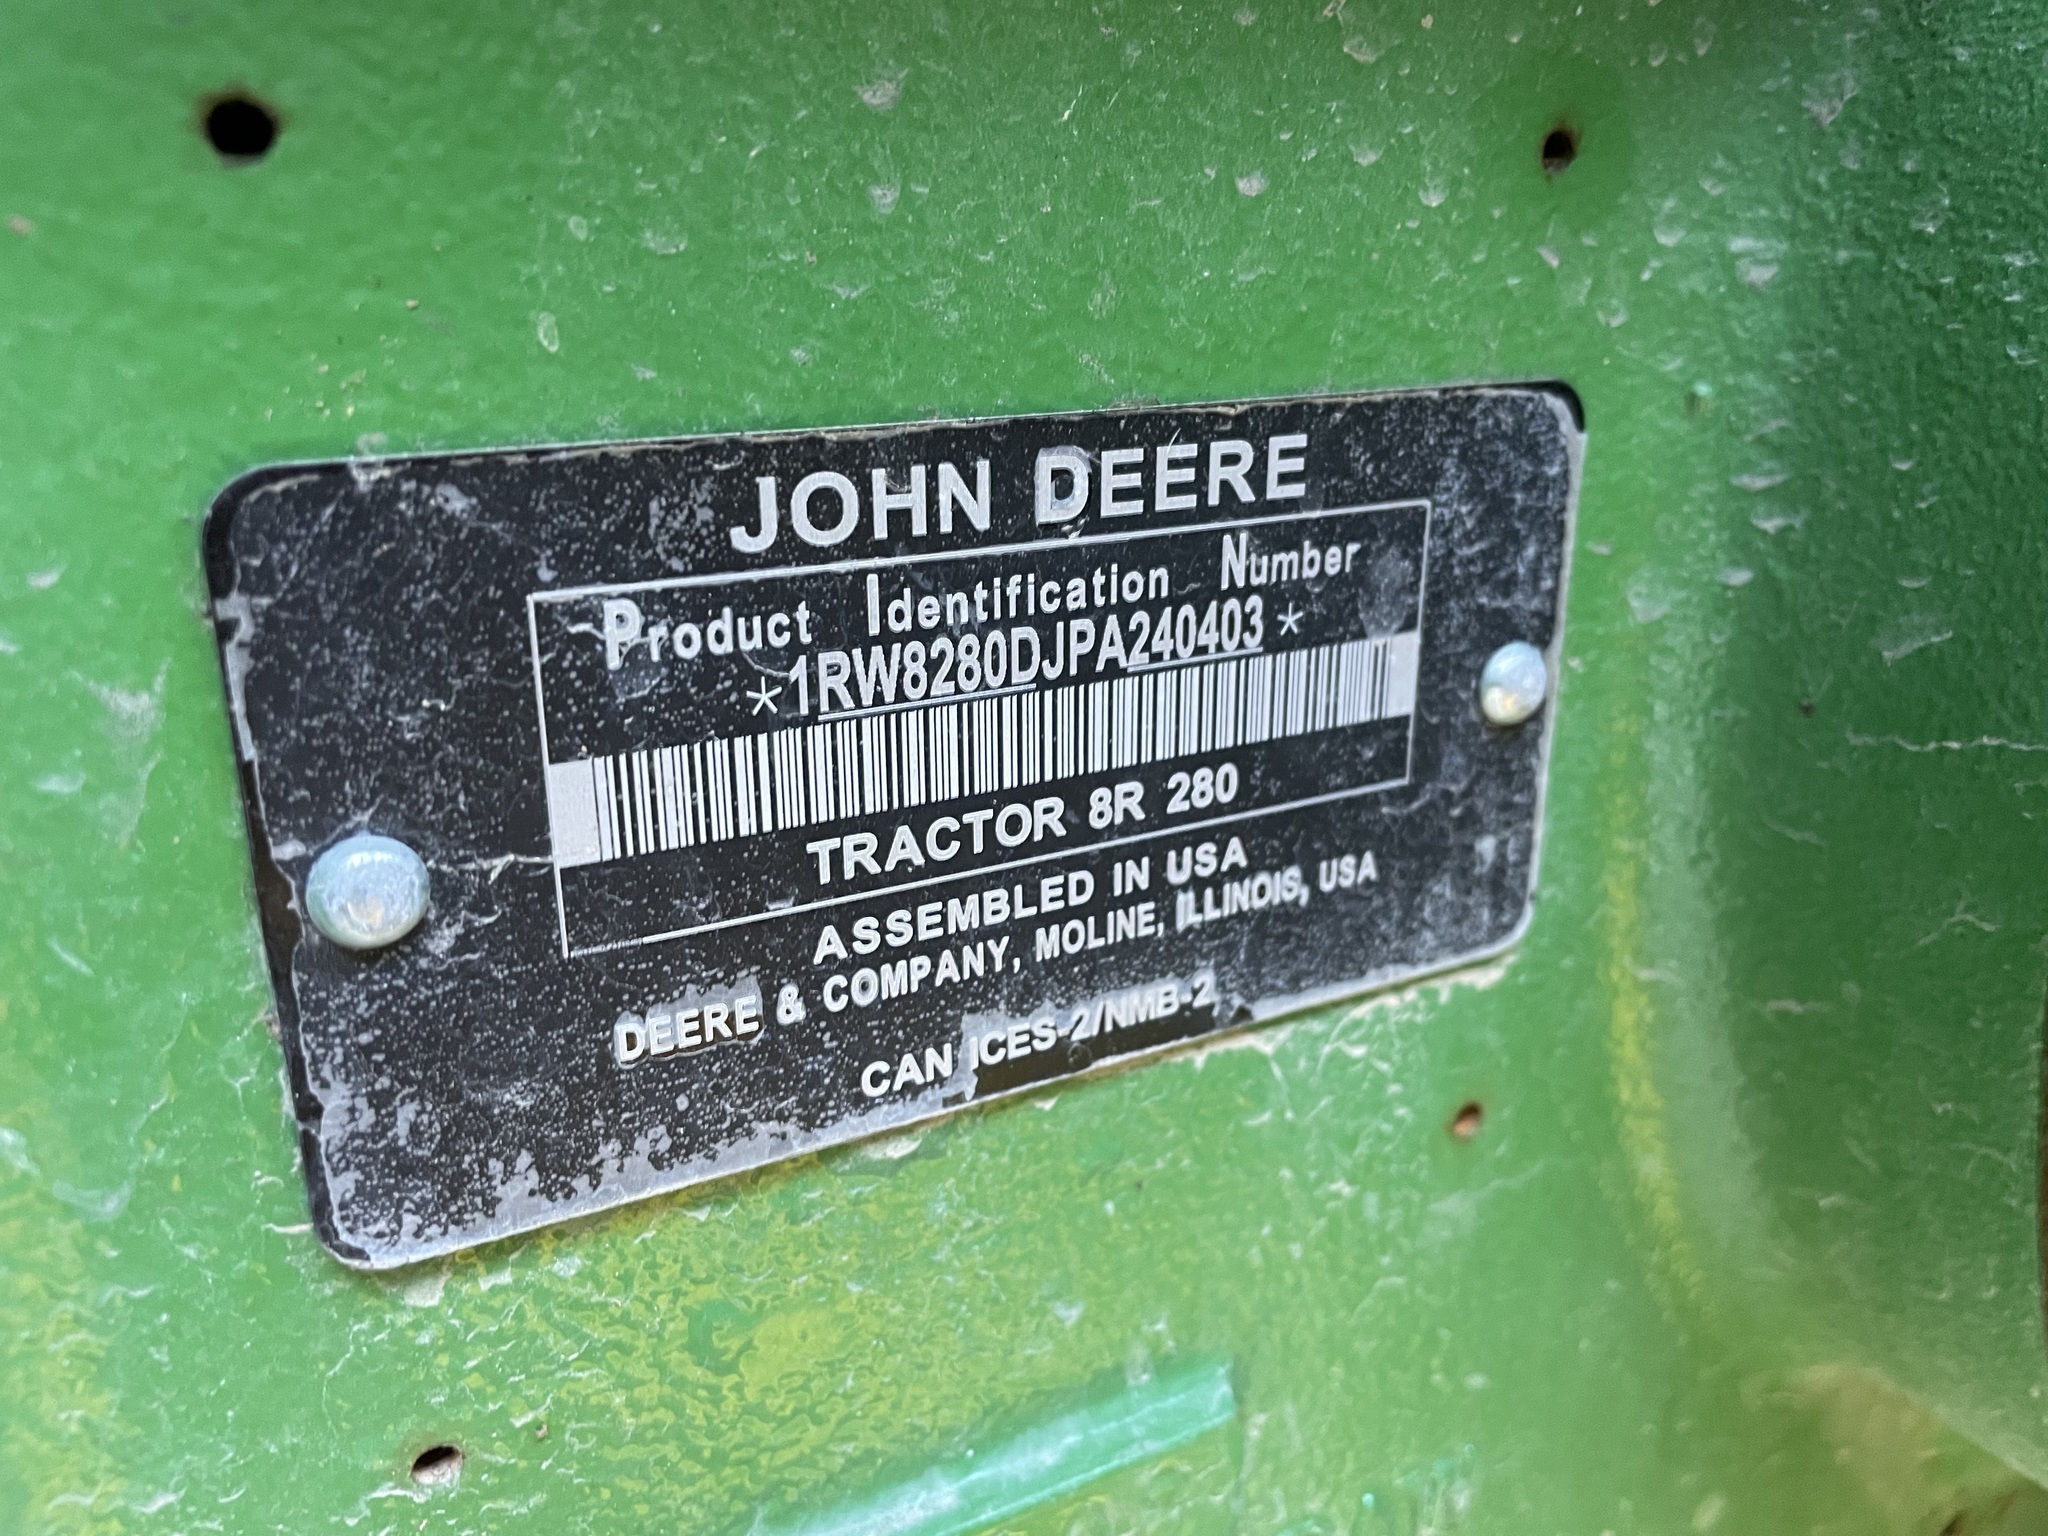 JOHN DEERE
Product Identification Number
*1RW8280DJPA240403*
TRACTOR 8R 280
ASSEMBLED IN USA
DEERE & COMPANY, MOLINE, ILLINOIS, USA
CAN ICES-2/NMB-2